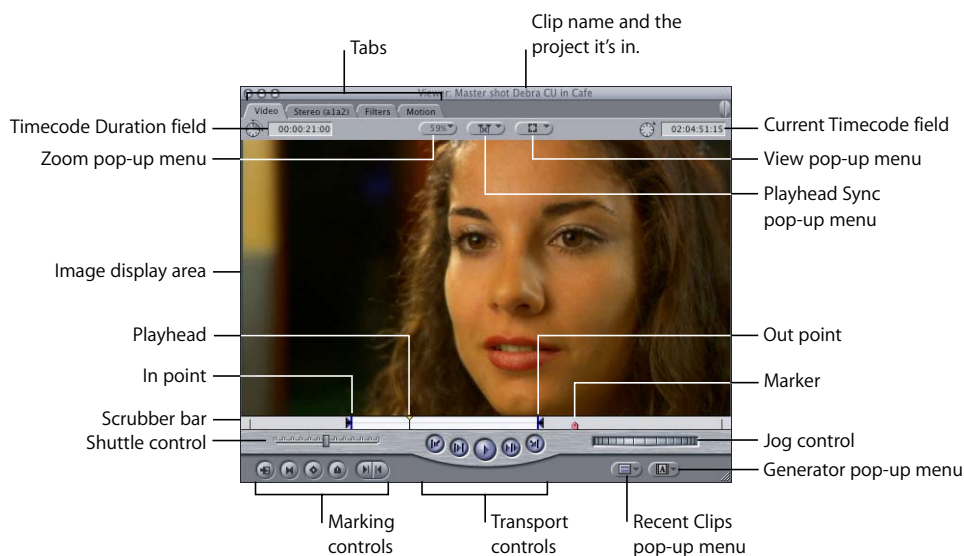 Clip name and the
project it's in.
Tabs
Viewer: Master shot Debra CU in Cafe
Video
Stereo (a1a2)
Filters
Motion
Timecode Duration field
00:00:21:00
59%
02:04:51:15
Current Timecode field
Zoom pop-up menu
View pop-up menu
Playhead Sync
pop-up menu
Image display area
Playhead
Out point
In point
Marker
Scrubber bar
Shuttle control
Jog control
A
Generator pop-up menu
Marking
controls
Transport
controls
Recent Clips
pop-up menu